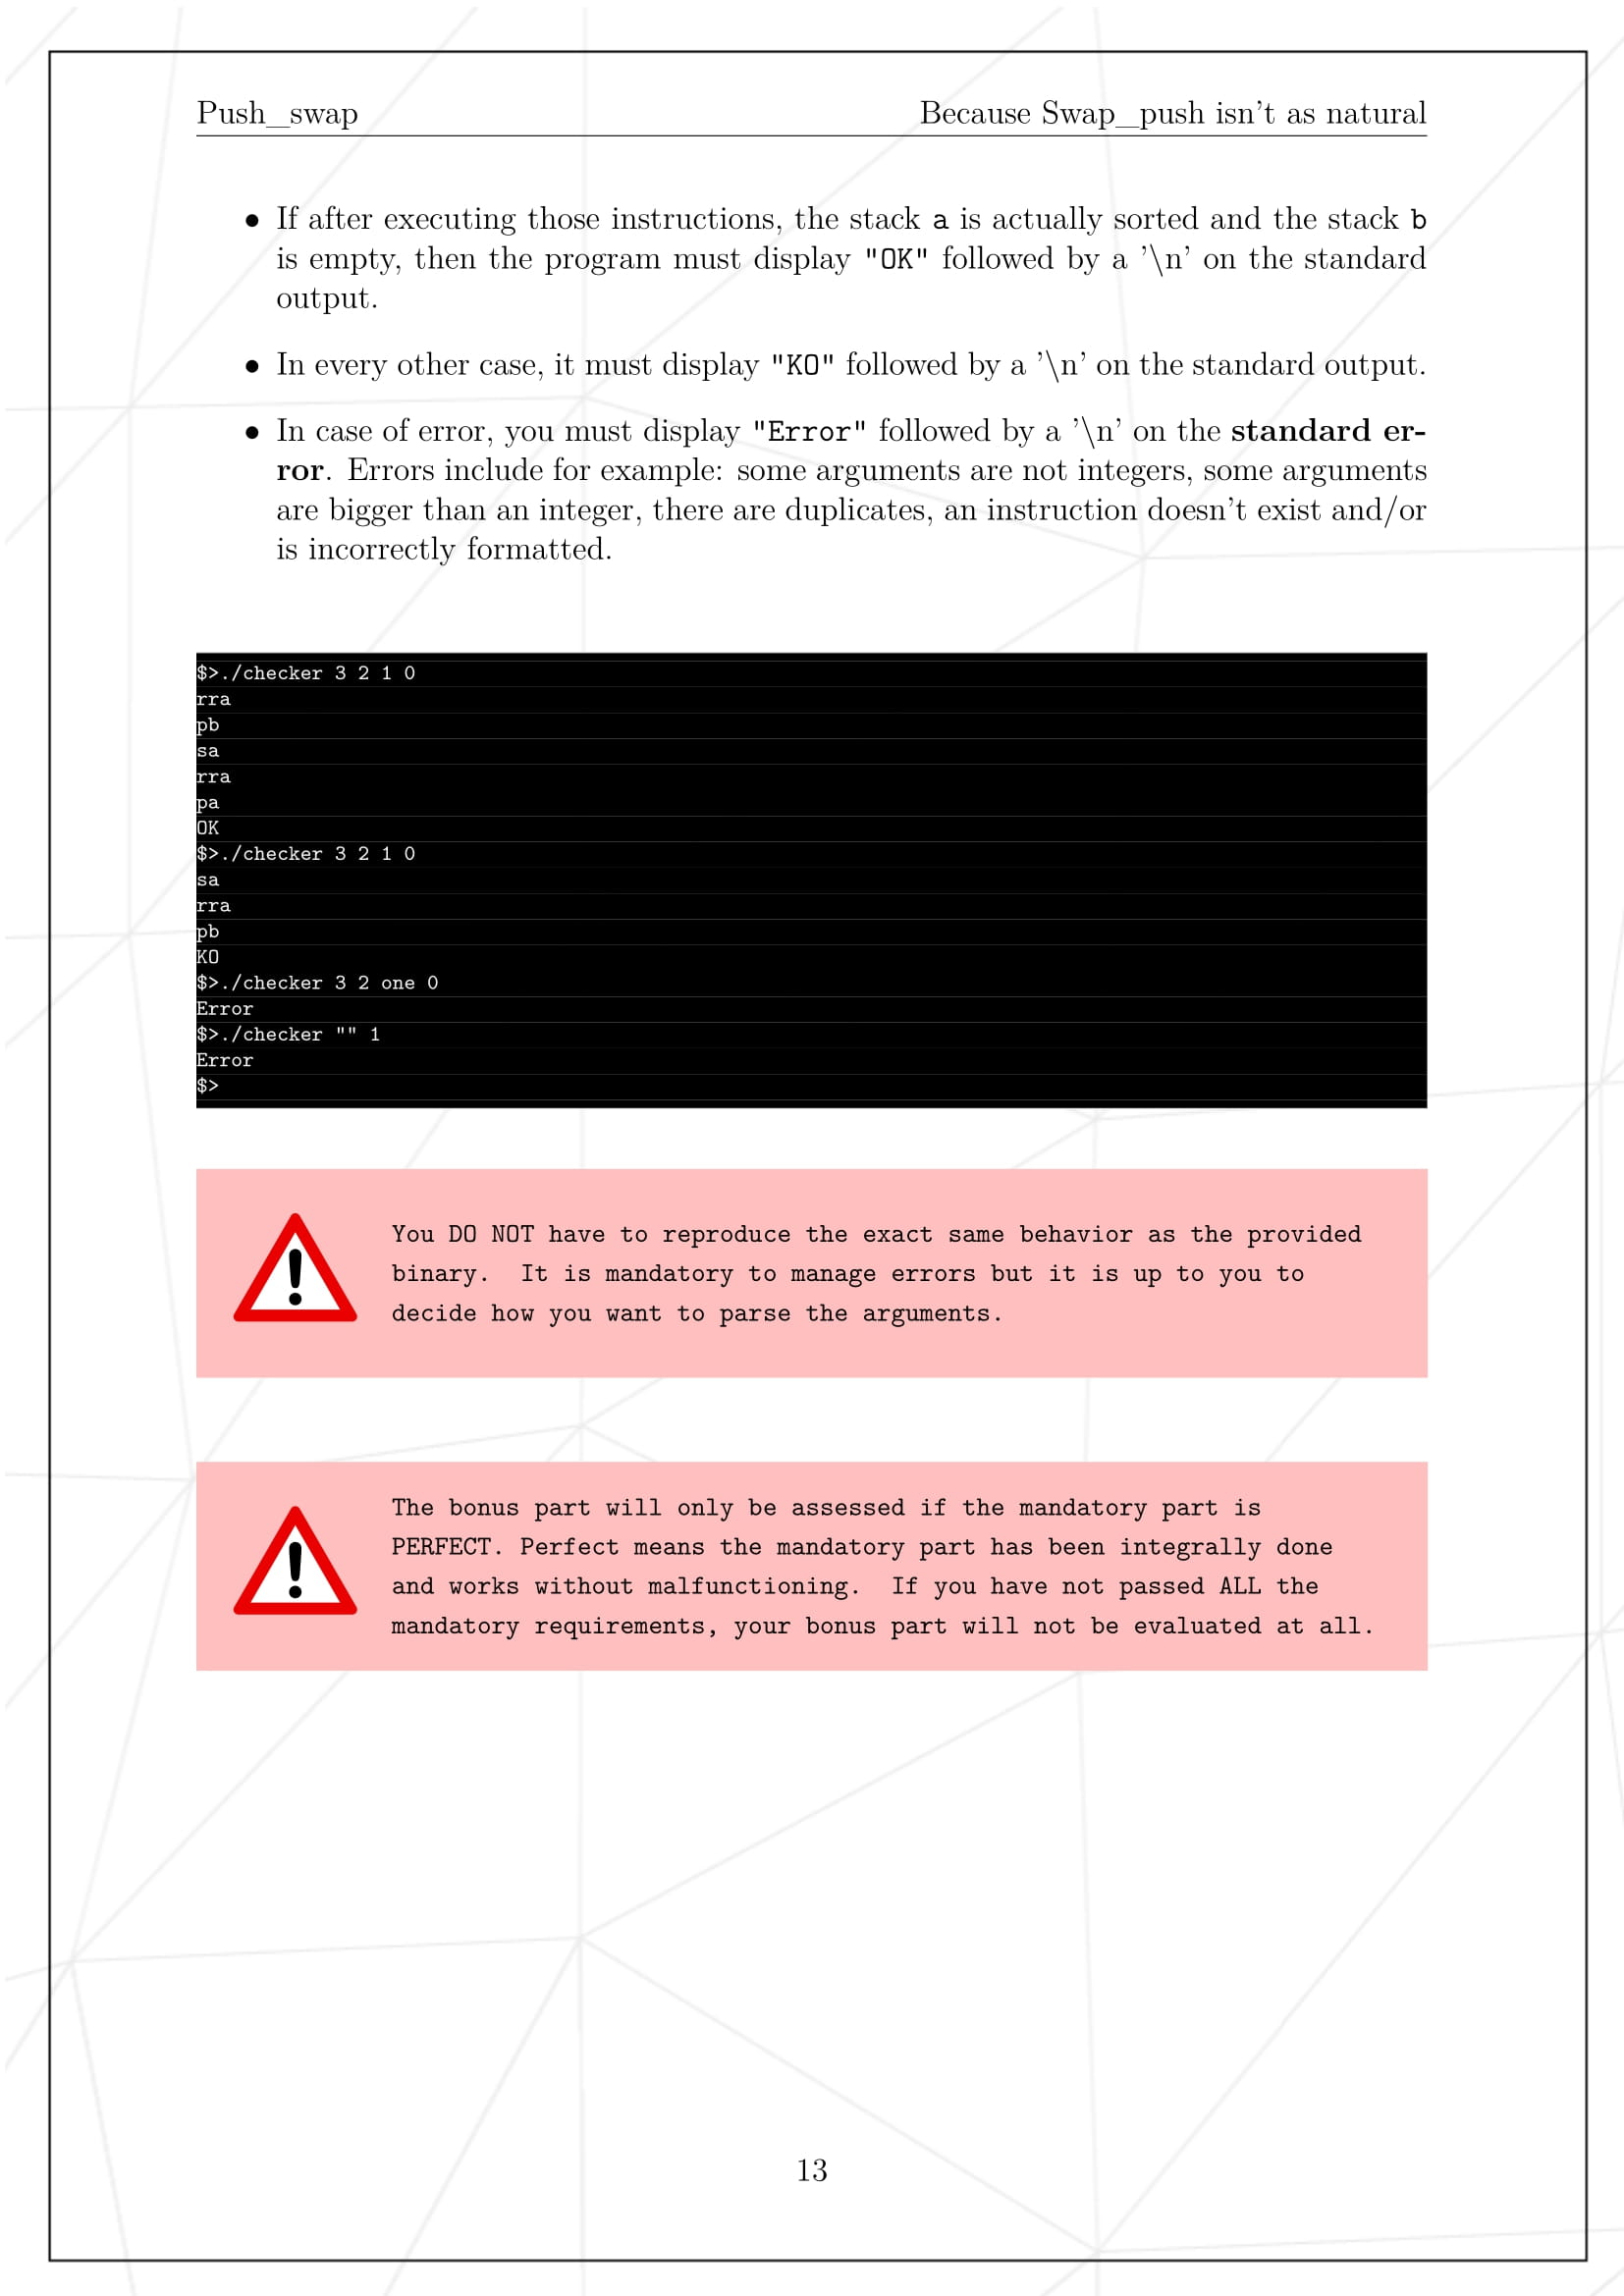 Push_swap
Because Swap_push isn't as natural
• If after executing those instructions, the stack a is actually sorted and the stack b
is empty, then the program must display "OK" followed by a '\n' on the standard
output.
• In every other case, it must display "KO" followed by a '\n' on the standard output.
• In case of error, you must display "Error" followed by a '\n' on the standard er-
ror. Errors include for example: some arguments are not integers, some arguments
are bigger than an integer, there are duplicates, an instruction doesn't exist and/or
is incorrectly formatted.
$>./checker 3 2 1 0
rra
pb
sa
rra
pa
OK
$>./checker 3 2 1 0
sa
rra
pb
KO
$>./checker 3 2 one 0
Error
$>./checker "" 1
Error
$>
You DO NOT have to reproduce the exact same behavior as the provided
binary. It is mandatory to manage errors but it is up to you to
decide how you want to parse the arguments.
The bonus part will only be assessed if the mandatory part is
PERFECT. Perfect means the mandatory part has been integrally done
and works without malfunctioning. If you have not passed ALL the
mandatory requirements, your bonus part will not be evaluated at all.
13